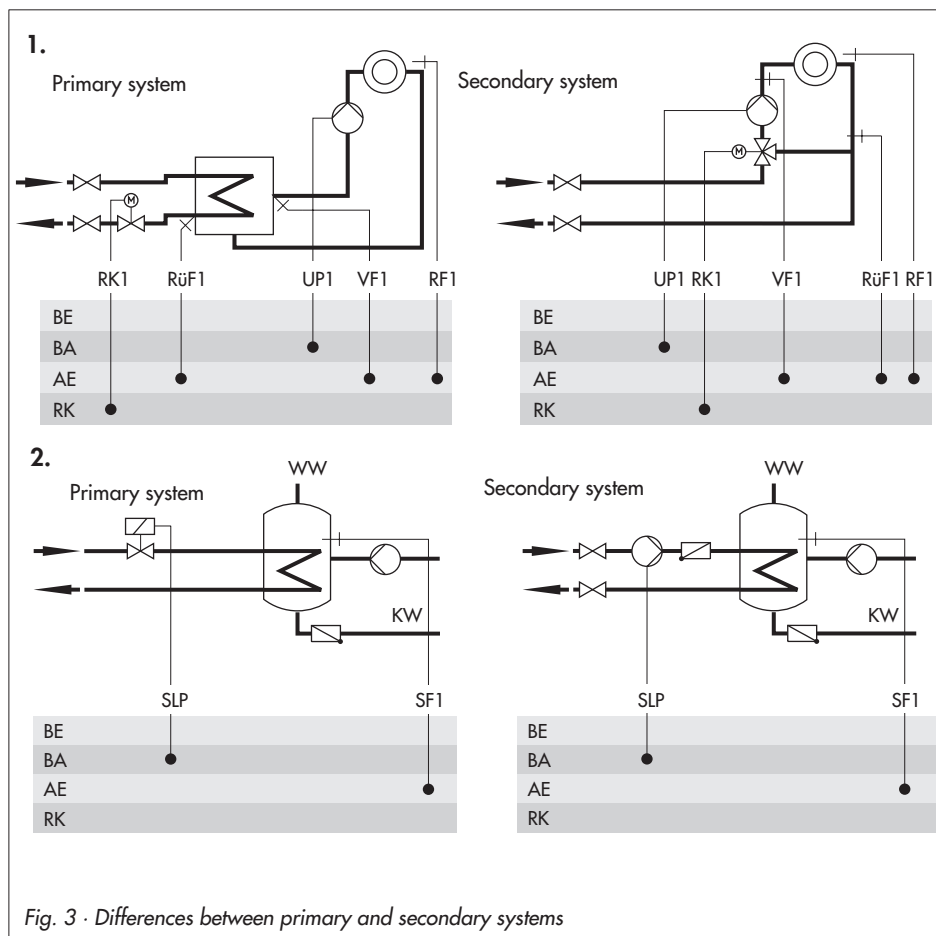 1.
Primary system
Secondary system
M
M
RK1 RüF1 UP1 VF1 RF1
UP1 RK1 VF1 RüF1 RF1
BE
BA
AE
RK
BE
BA
AE
RK
2.
Primary system
WW
Secondary system
WW
KW
KW
SLP SF1
SLP SF1
BE
BA
AE
RK
BE
BA
AE
RK
Fig. 3 · Differences between primary and secondary systems